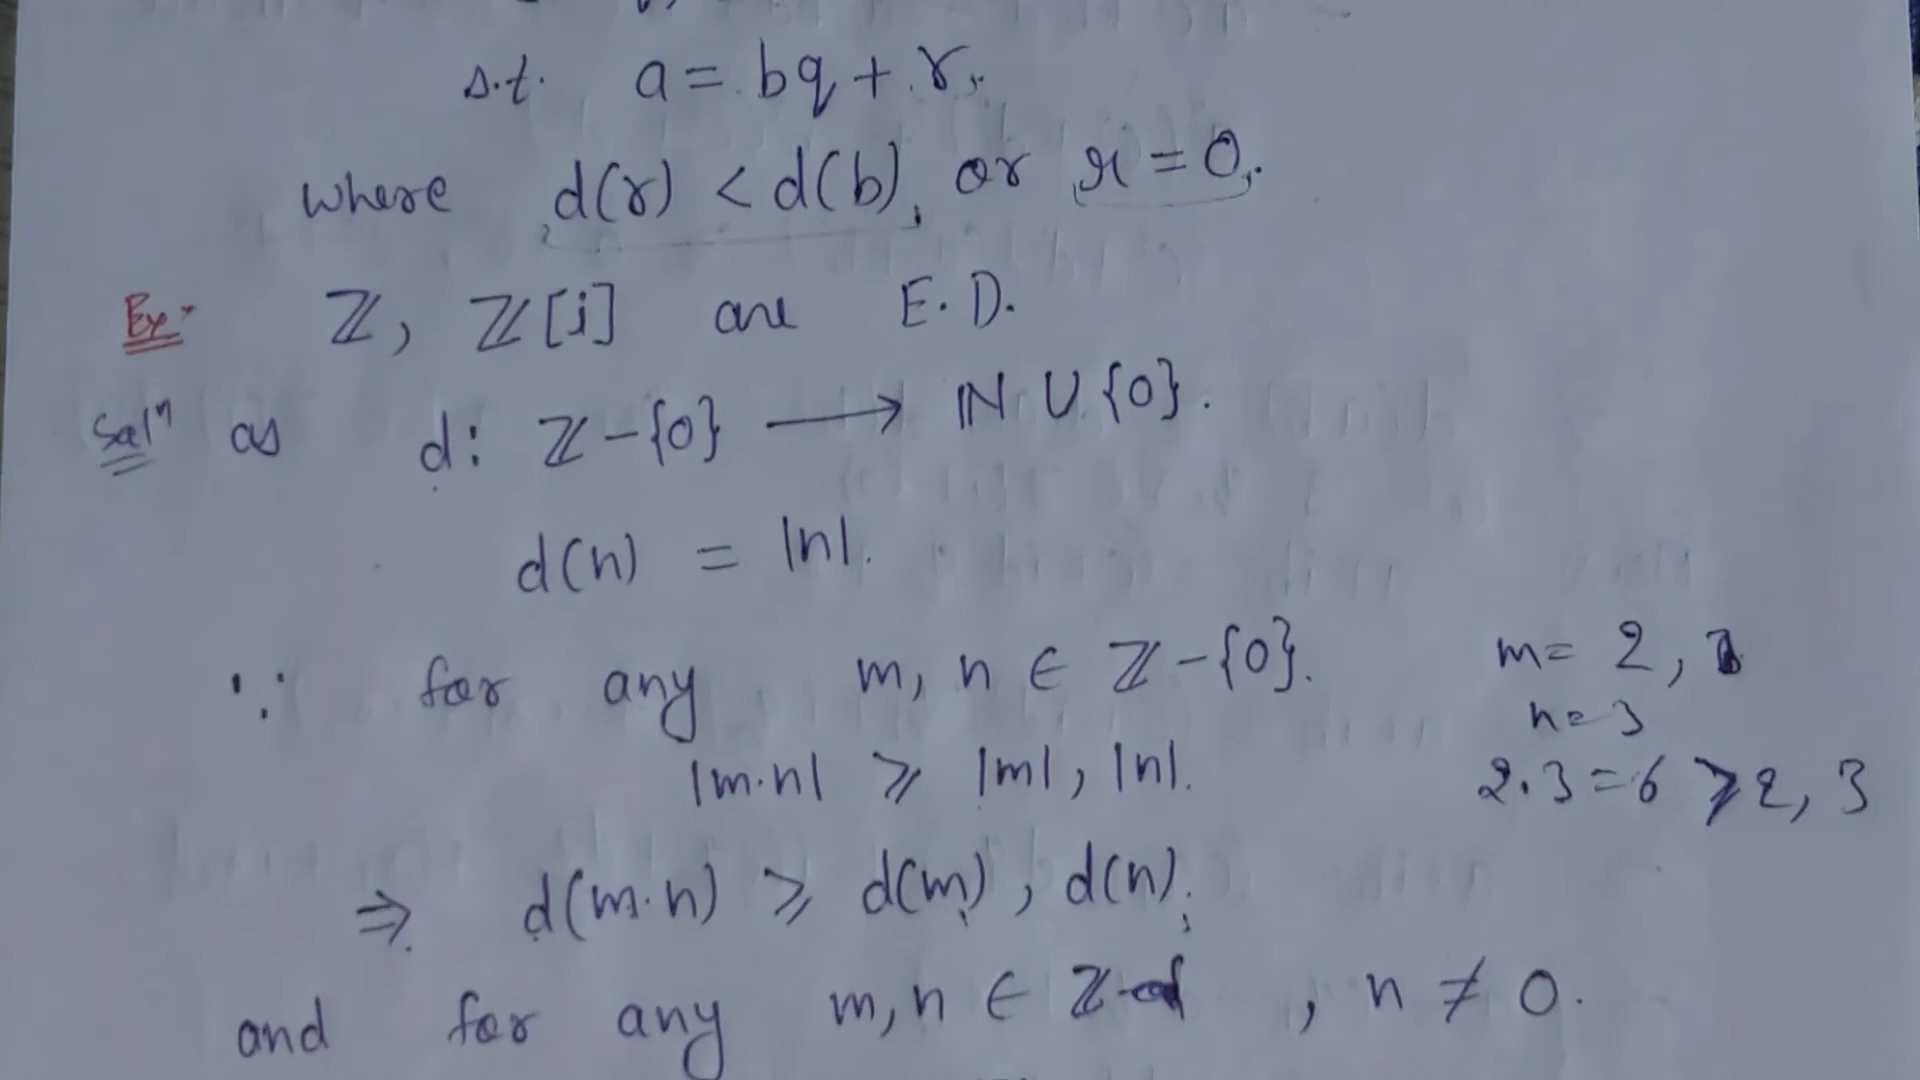 s.t. a = bq + r,
where d(r) < d(b), or r = 0.
Ex:- ℤ, ℤ[i] are E.D.
Solⁿ as d: ℤ-{0} ⟶ ℕ ∪ {0}.
d(n) = |n|.
∵ for any m, n ∈ ℤ-{0}. m= 2,
n= 3
|m·n| ⩾ |m|, |n|. 2.3=6 ⩾ 2, 3
⇒ d(m·n) ⩾ d(m), d(n).
and for any m, n ∈ ℤ , n ≠ 0.